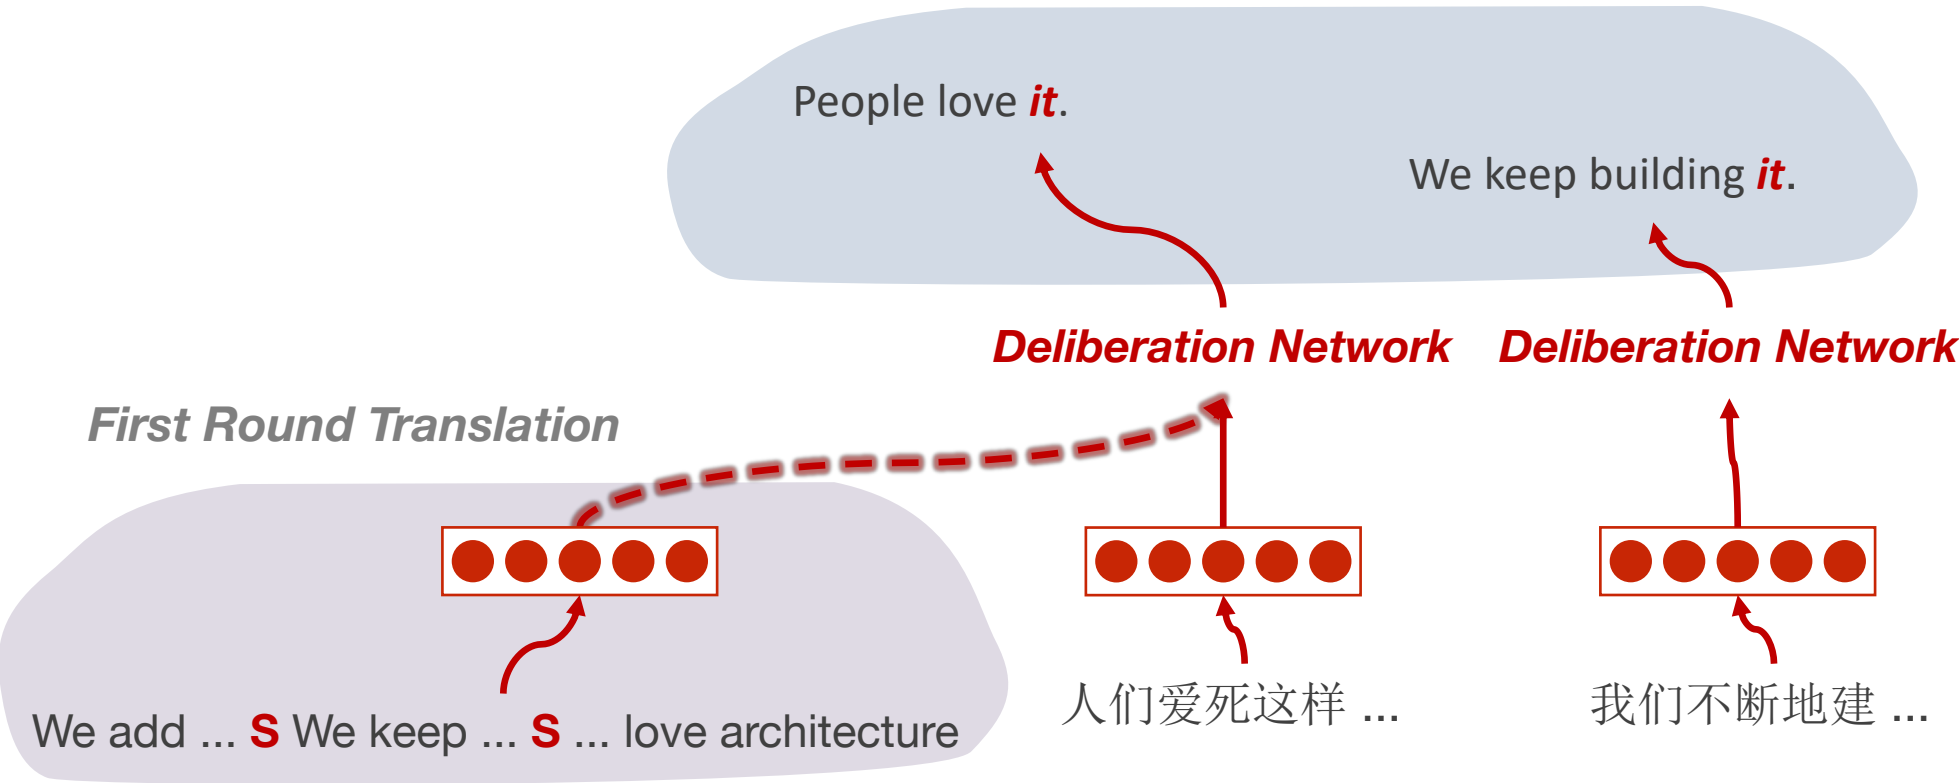 People love it.
We keep building it.
Deliberation Network Deliberation Network
First Round Translation
We add ... S We keep ... S ... love architecture
人们爱死这样 ...
我们不断地建 ...